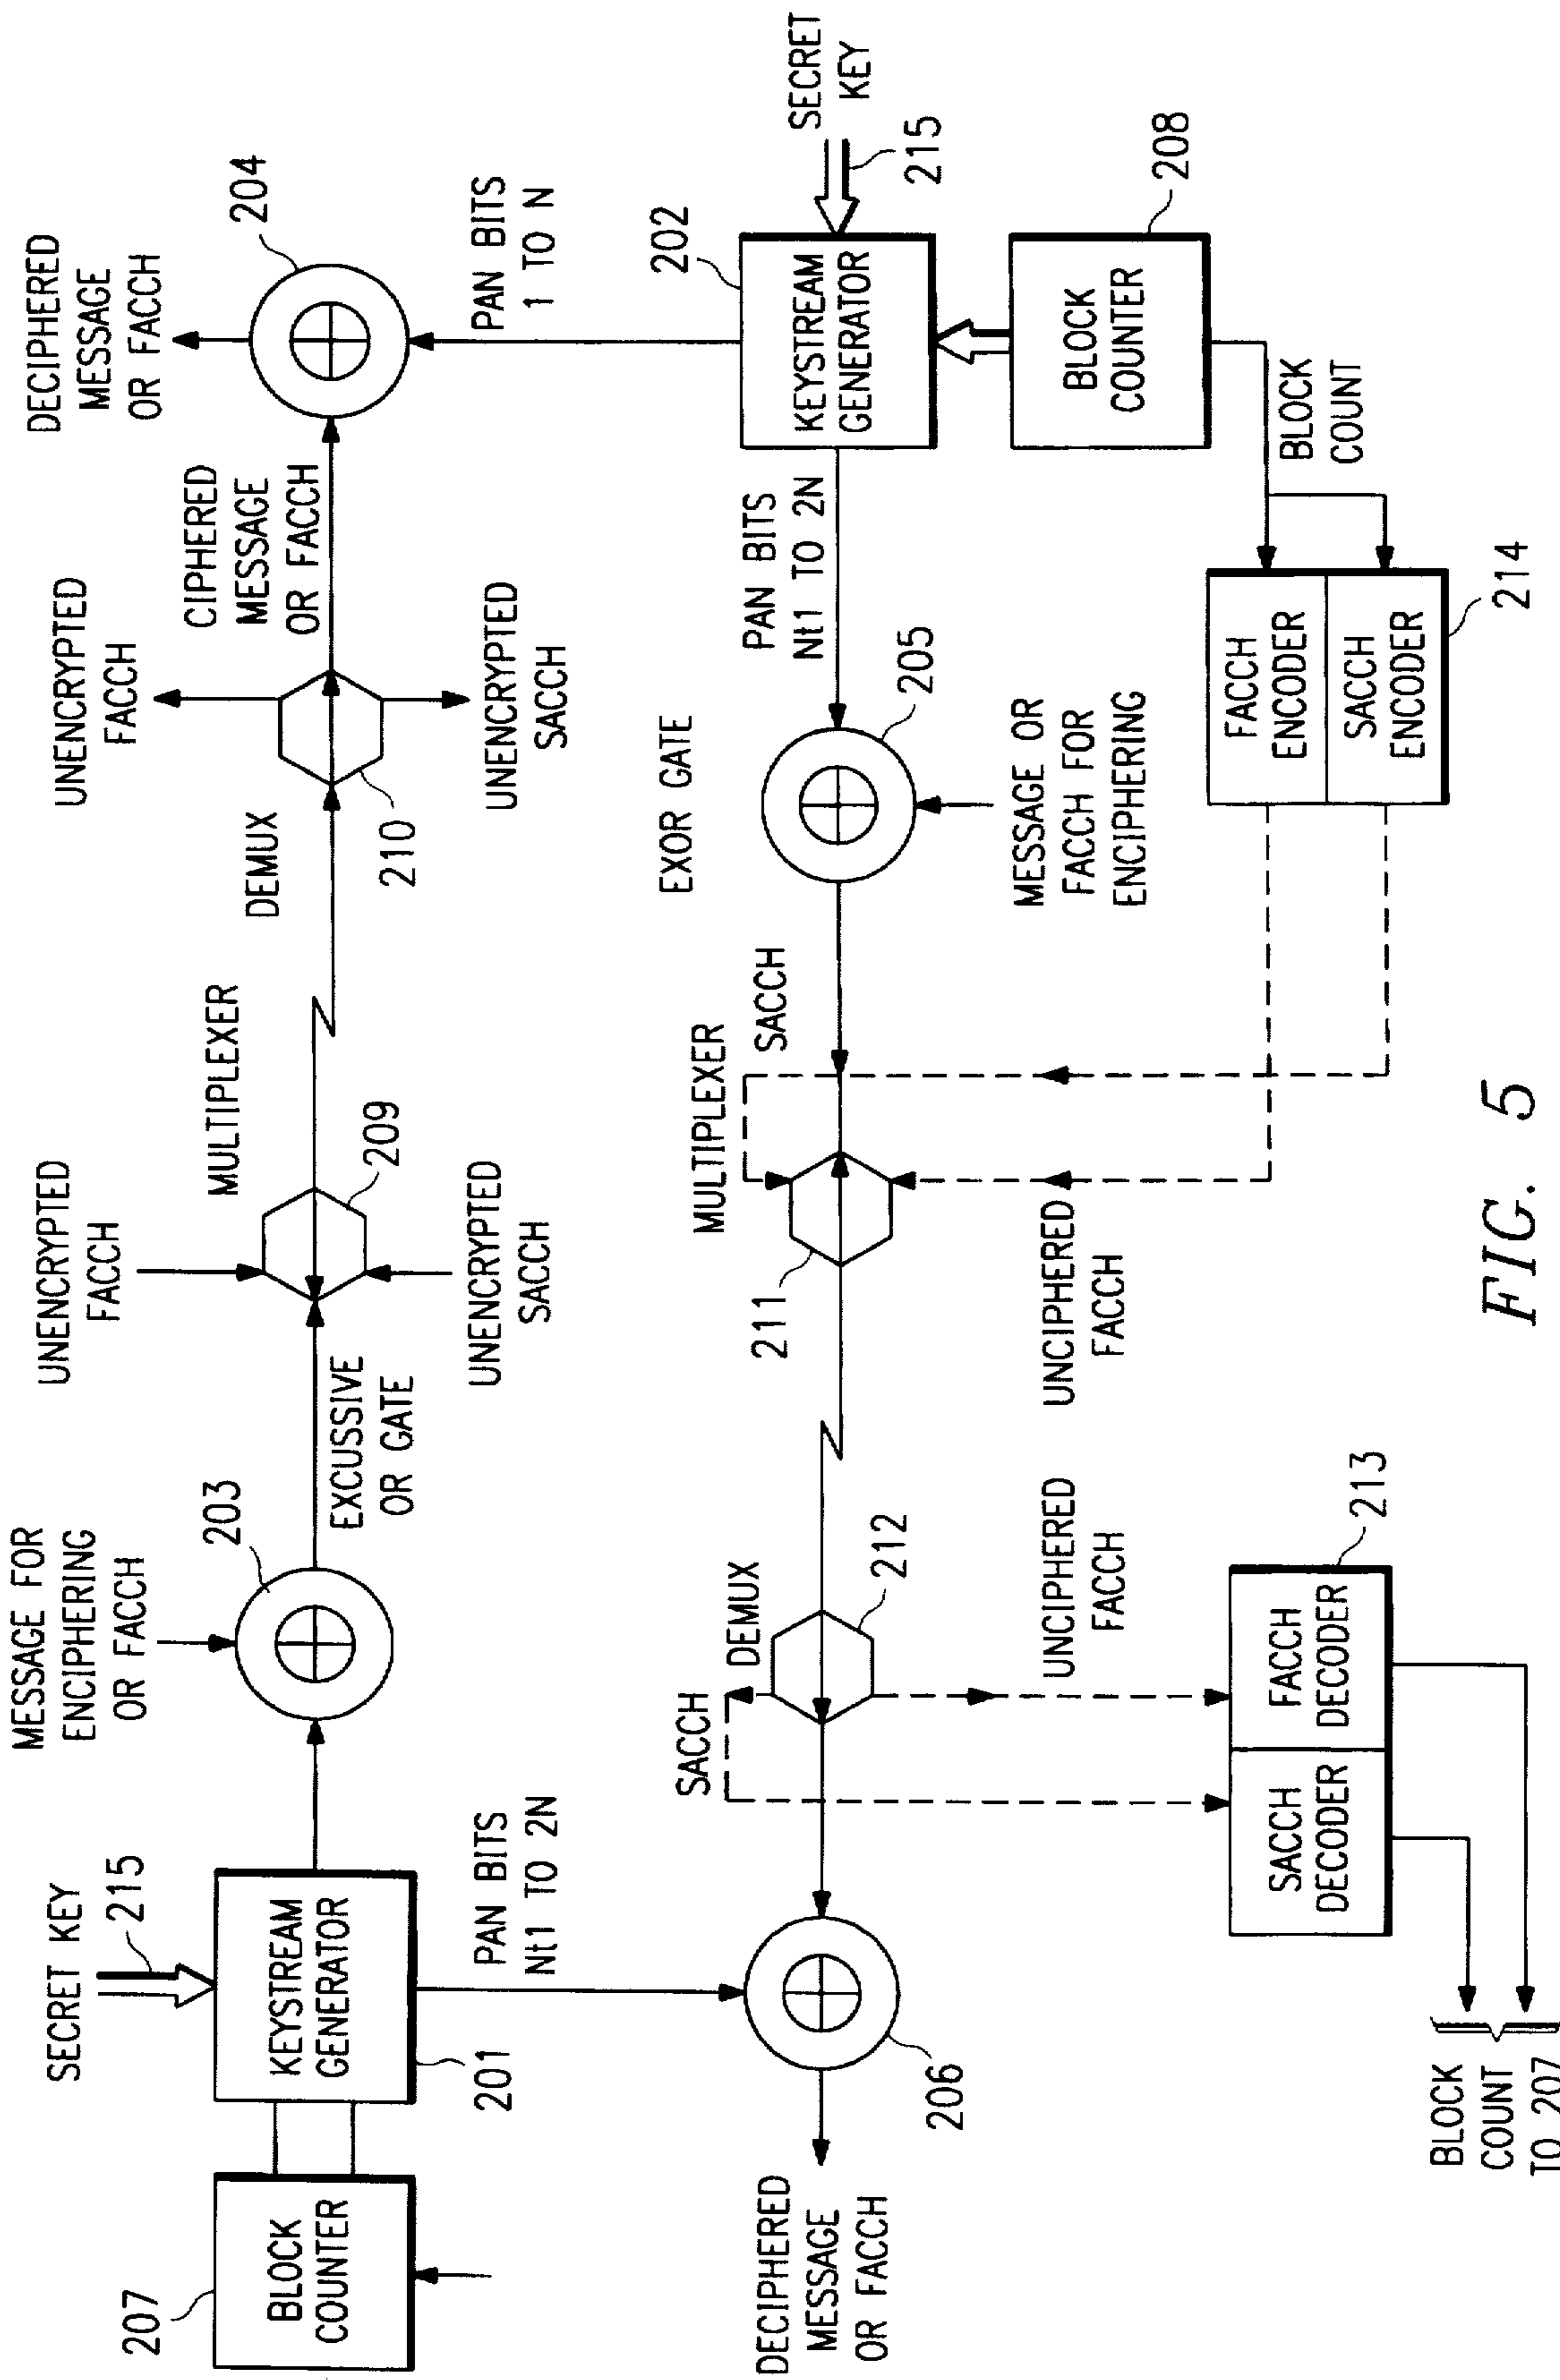 SECRET KEY
215
207
BLOCK
COUNTER
KEYSTREAM
GENERATOR
201
PAN BITS
Nt1 TO 2N
MESSAGE FOR
ENCIPHERING
OR FACCH
203
EXCUSSIVE
OR GATE
UNENCRYPTED
FACCH
MULTIPLEXER
209
UNENCRYPTED
SACCH
DEMUX
210
UNENCRYPTED
FACCH
UNENCRYPTED
SACCH
CIPHERED
MESSAGE
OR FACCH
DECIPHERED
MESSAGE
OR FACCH
204
PAN BITS
1 TO N
DECIPHERED
MESSAGE
OR FACCH
206
SACCH
DEMUX
212
UNCIPHERED
FACCH
211
MULTIPLEXER
SACCH
UNCIPHERED
FACCH
EXOR GATE
205
MESSAGE OR
FACCH FOR
ENCIPHERING
PAN BITS
Nt1 TO 2N
202
KEYSTREAM
GENERATOR
SECRET
KEY
215
BLOCK
COUNTER
208
BLOCK
COUNT
FACCH
ENCODER
SACCH
ENCODER
214
SACCH
DECODER
FACCH
DECODER
213
BLOCK
COUNT
TO 207
FIG. 5